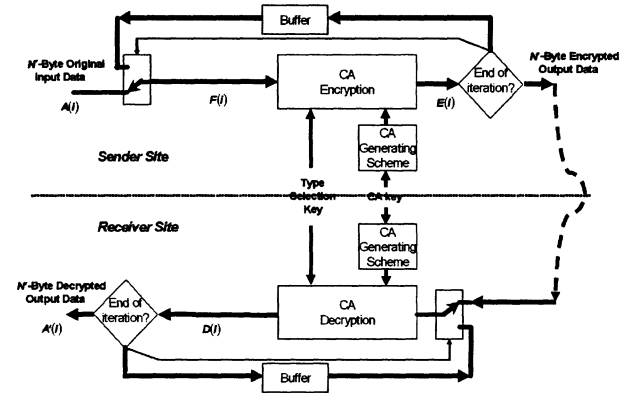 Buffer
N'-Byte Original
Input Data
A(I)
F(I)
CA
Encryption
E(I)
End of
iteration?
N'-Byte Encrypted
Output Data
CA
Generating
Scheme
Sender Site
Type
Selection
Key
CA key
Receiver Site
CA
Generating
Scheme
N'-Byte Decrypted
Output Data
A'(I)
End of
iteration?
D(I)
CA
Decryption
Buffer